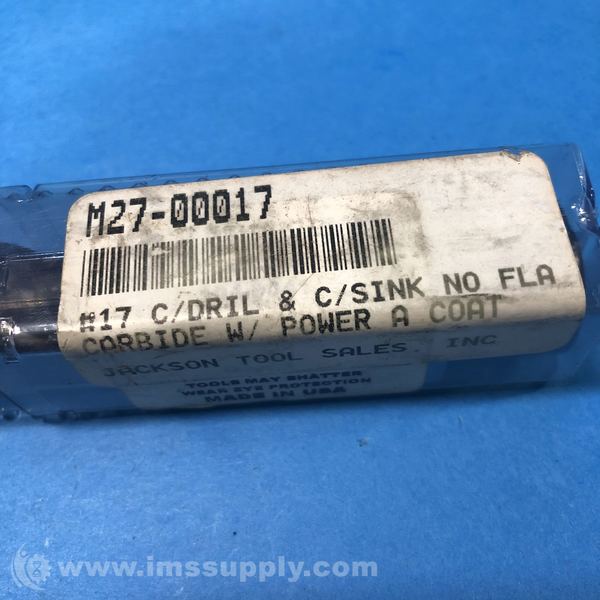 M27-00017
#17 C/DRIL & C/SINK NO FLA
CARBIDE W/ POWER A COAT
JACKSON TOOL SALES, INC
TOOLS MAY SHATTER
WEAR EYE PROTECTION
MADE IN USA
www.imssupply.com